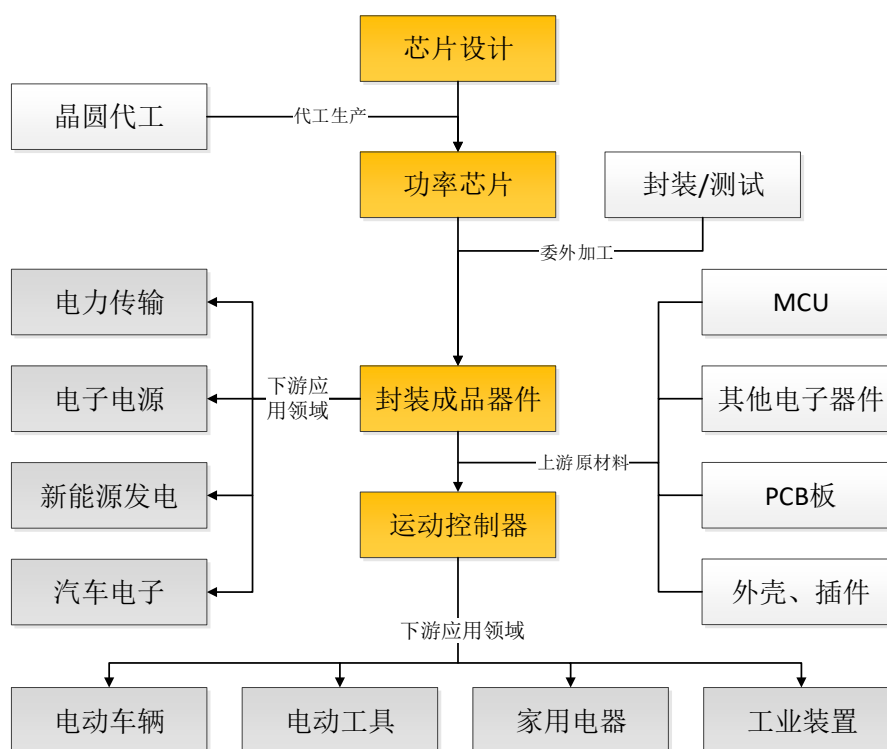 芯片设计
晶圆代工
代工生产
功率芯片
封装/测试
委外加工
电力传输
MCU
电子电源
下游应
用领域
封装成品器件
其他电子器件
上游原材料
新能源发电
PCB板
运动控制器
汽车电子
外壳、插件
下游应用领域
电动车辆
电动工具
家用电器
工业装置